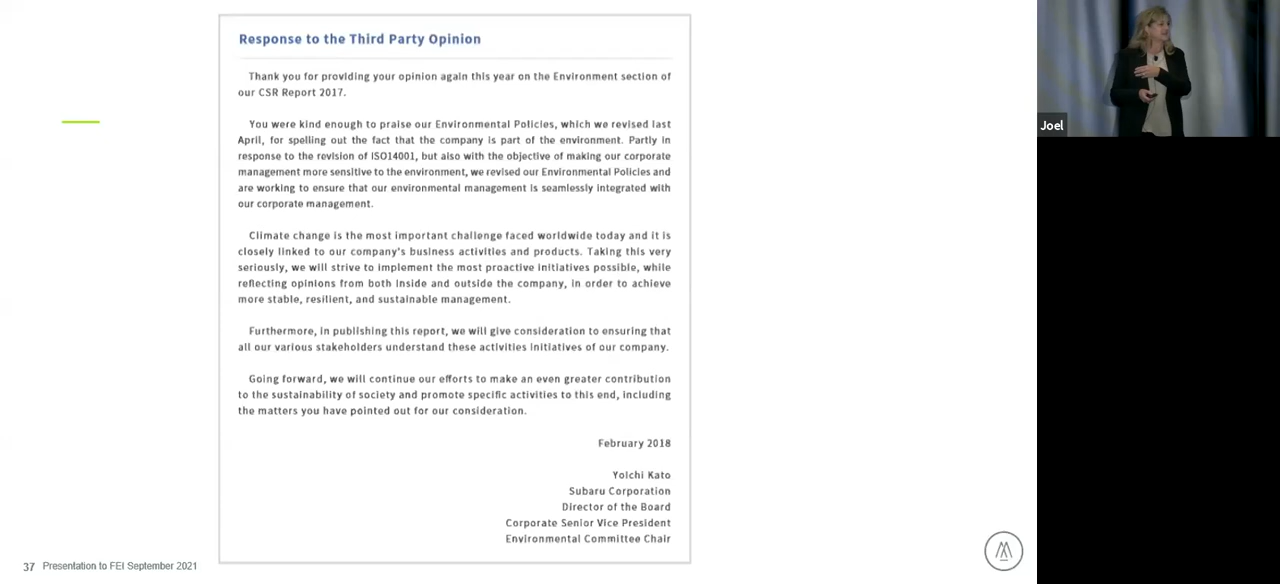 Response to the Third Party Opinion
Thank you for providing your opinion again this year on the Environment section of
our CSR Report 2017.
You were kind enough to praise our Environmental Policies, which we revised last
April, for spelling out the fact that the company is part of the environment. Partly in
response to the revision of ISO14001, but also with the objective of making our corporate
management more sensitive to the environment, we revised our Environmental Policies and
are working to ensure that our environmental management is seamlessly integrated with
our corporate management.
Climate change is the most important challenge faced worldwide today and it is
closely linked to our company's business activities and products. Taking this very
seriously, we will strive to implement the most proactive initiatives possible, while
reflecting opinions from both inside and outside the company, in order to achieve
more stable, resilient, and sustainable management.
Furthermore, in publishing this report, we will give consideration to ensuring that
all our various stakeholders understand these activities initiatives of our company.
Going forward, we will continue our efforts to make an even greater contribution
to the sustainability of society and promote specific activities to this end, including
the matters you have pointed out for our consideration.
February 2018
Yoichi Kato
Subaru Corporation
Director of the Board
Corporate Senior Vice President
Environmental Committee Chair
37 Presentation to FEI September 2021
Joel